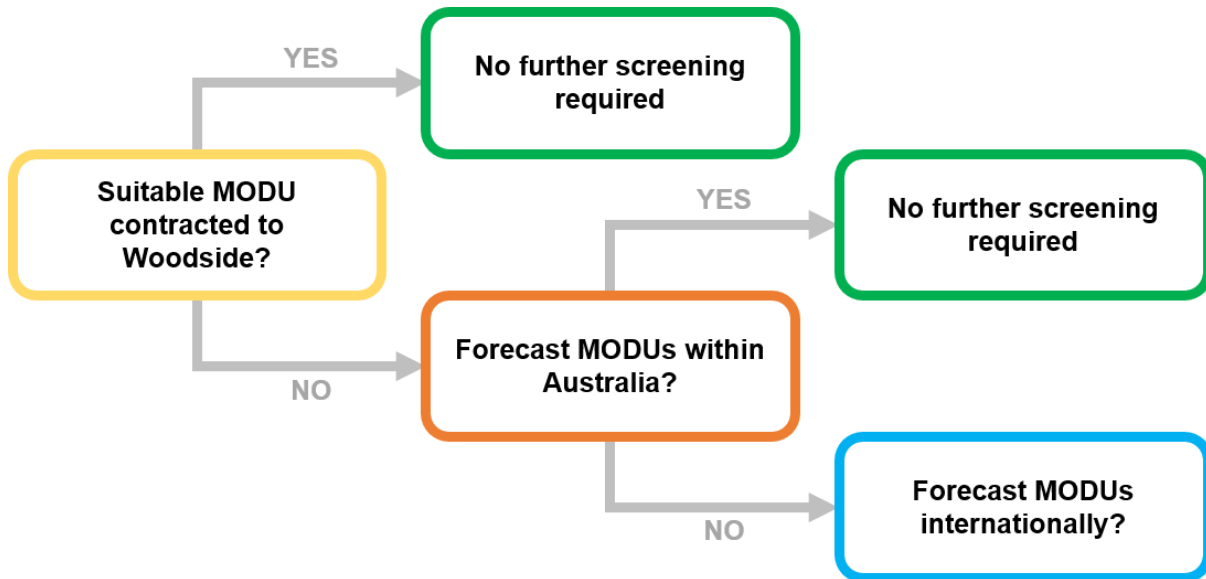 YES
No further screening
required
Suitable MODU
contracted to
Woodside?
YES
No further screening
required
NO
Forecast MODUs within
Australia?
NO
Forecast MODUs
internationally?